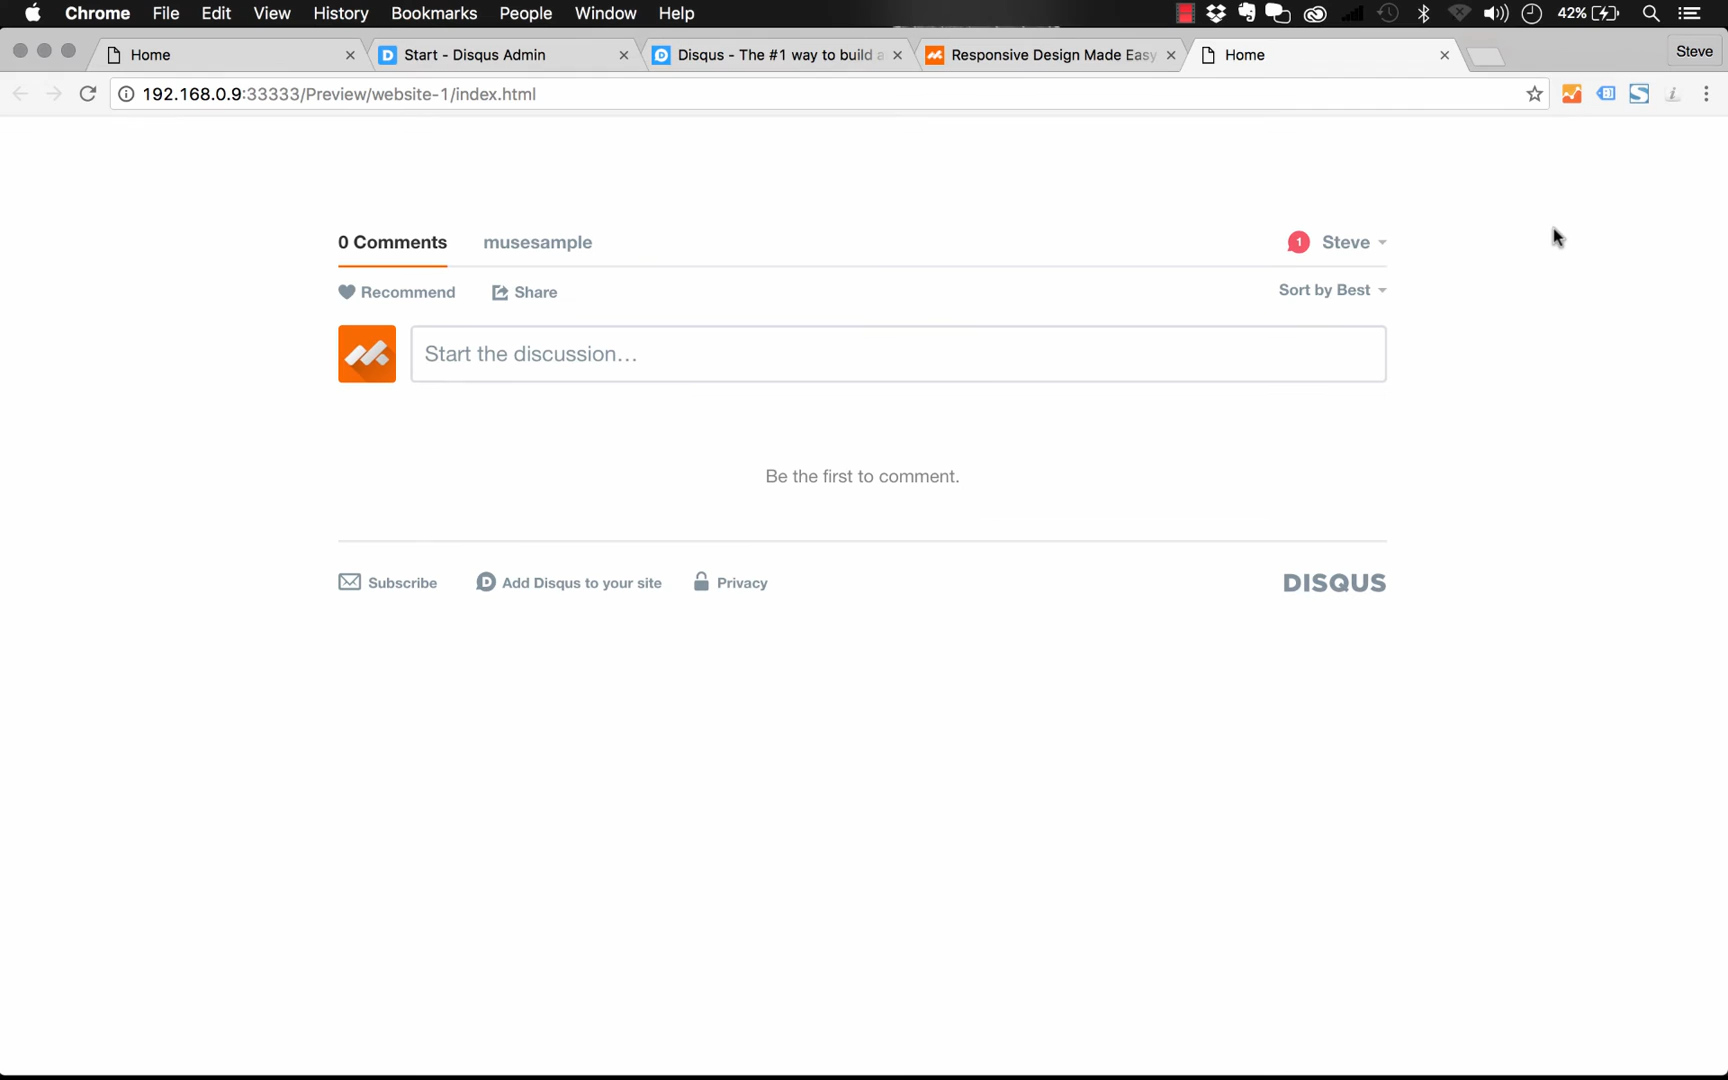 Chrome File Edit View History Bookmarks People Window Help 42%
Home Start - Disqus Admin Disqus - The #1 way to build a Responsive Design Made Easy Home Steve
192.168.0.9:33333/Preview/website-1/index.html
0 Comments musesample 1 Steve
Recommend Share Sort by Best
Start the discussion…
Be the first to comment.
Subscribe Add Disqus to your site Privacy DISQUS